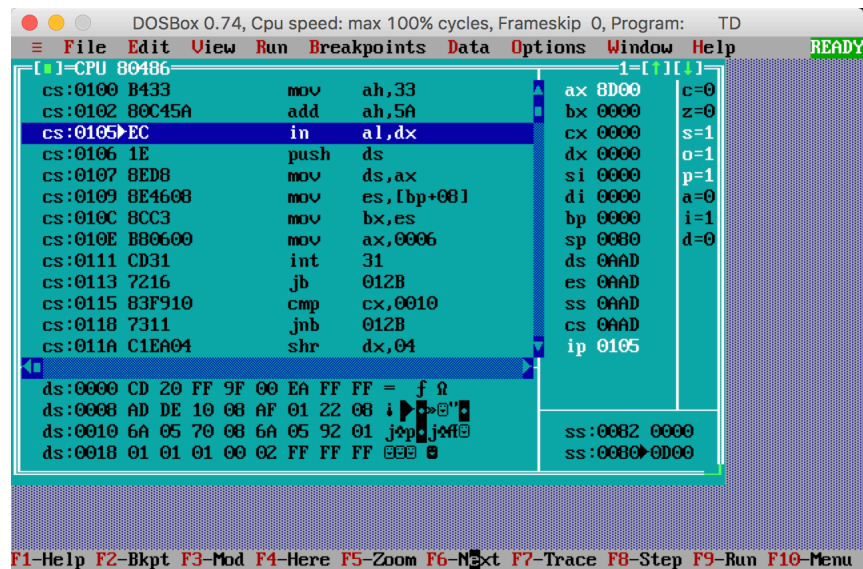 DOSBox 0.74, Cpu speed: max 100% cycles, Frameskip 0, Program: TD
≡ File Edit View Run Breakpoints Data Options Window Help READY
[■]=CPU 80486 1=[↑][↓]
cs:0100 B433 mov ah,33 ax 8D00 c=0
cs:0102 80C45A add ah,5A bx 0000 z=0
cs:0105►EC in al,dx cx 0000 s=1
cs:0106 1E push ds dx 0000 o=1
cs:0107 8ED8 mov ds,ax si 0000 p=1
cs:0109 8E4608 mov es,[bp+08] di 0000 a=0
cs:010C 8CC3 mov bx,es bp 0000 i=1
cs:010E B80600 mov ax,0006 sp 0080 d=0
cs:0111 CD31 int 31 ds 0AAD
cs:0113 7216 jb 012B es 0AAD
cs:0115 83F910 cmp cx,0010 ss 0AAD
cs:0118 7311 jnb 012B cs 0AAD
cs:011A C1EA04 shr dx,04 ip 0105
ds:0000 CD 20 FF 9F 00 EA FF FF = ƒ Ω
ds:0008 AD DE 10 08 AF 01 22 08 ¡ ►◘»☺"◘
ds:0010 6A 05 70 08 6A 05 92 01 j♣p◘j♣Æ☺ ss:0082 0000
ds:0018 01 01 01 00 02 FF FF FF ☺☺☺ ☻ ss:0080►0D00
F1-Help F2-Bkpt F3-Mod F4-Here F5-Zoom F6-Next F7-Trace F8-Step F9-Run F10-Menu